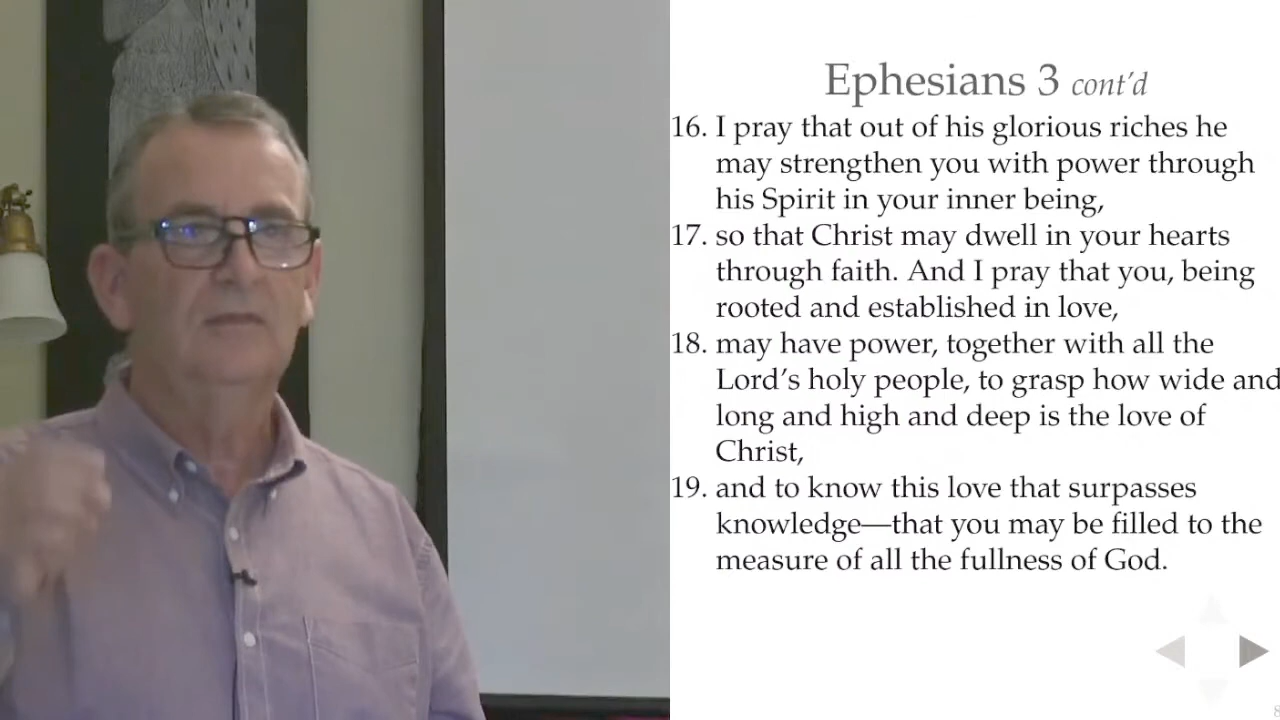 Ephesians 3 cont'd
16. I pray that out of his glorious riches he
may strengthen you with power through
his Spirit in your inner being,
17. so that Christ may dwell in your hearts
through faith. And I pray that you, being
rooted and established in love,
18. may have power, together with all the
Lord's holy people, to grasp how wide and
long and high and deep is the love of
Christ,
19. and to know this love that surpasses
knowledge—that you may be filled to the
measure of all the fullness of God.
8